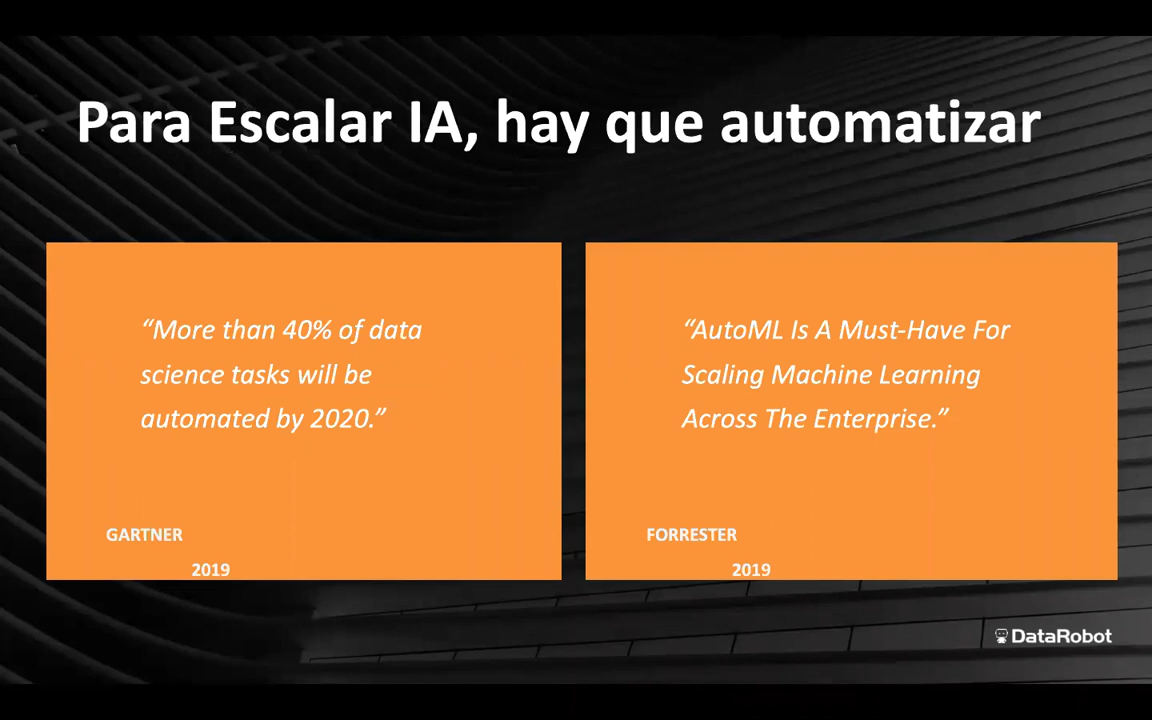 Para Escalar IA, hay que automatizar
“More than 40% of data
science tasks will be
automated by 2020.”
GARTNER
2019
“AutoML Is A Must-Have For
Scaling Machine Learning
Across The Enterprise.”
FORRESTER
2019
DataRobot